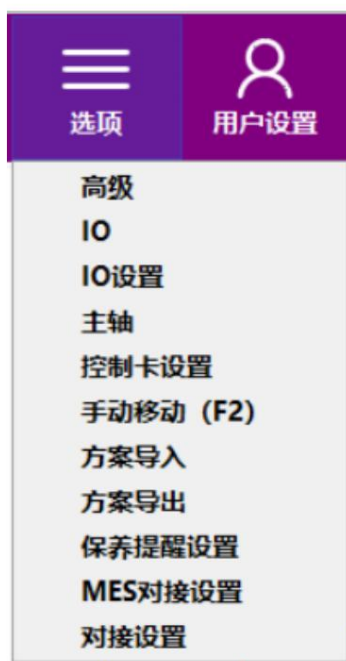 选项
用户设置
高级
IO
IO设置
主轴
控制卡设置
手动移动（F2）
方案导入
方案导出
保养提醒设置
MES对接设置
对接设置